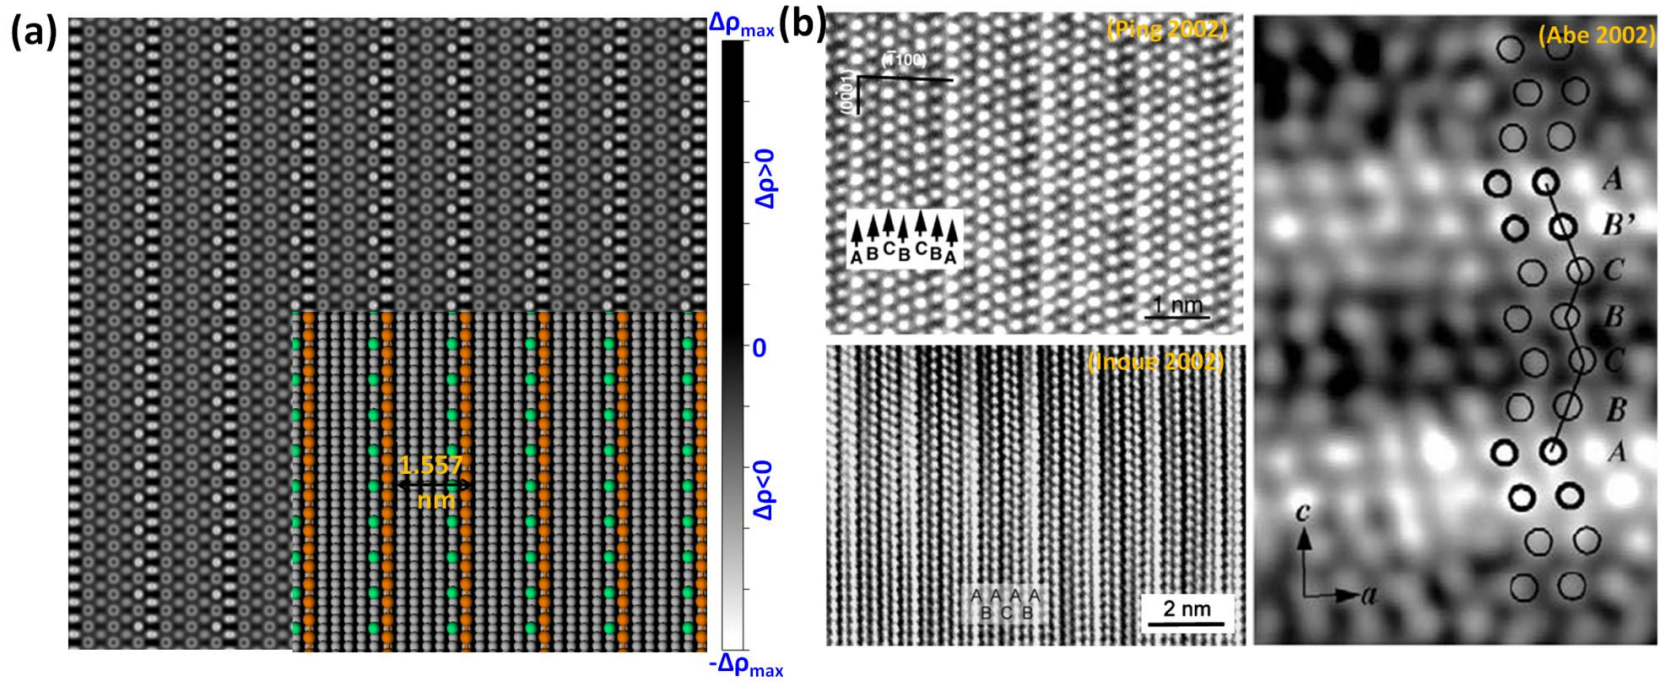 (a)
Δρmax
Δρ>0
0
Δρ<0
-Δρmax
1.557
nm
(b)
(Ping 2002)
(1̅100)
(0001)
A B C B C B A
1 nm
(Inoue 2002)
A A A A
B C B
2 nm
(Abe 2002)
A
B’
C
B
C
B
A
c
a